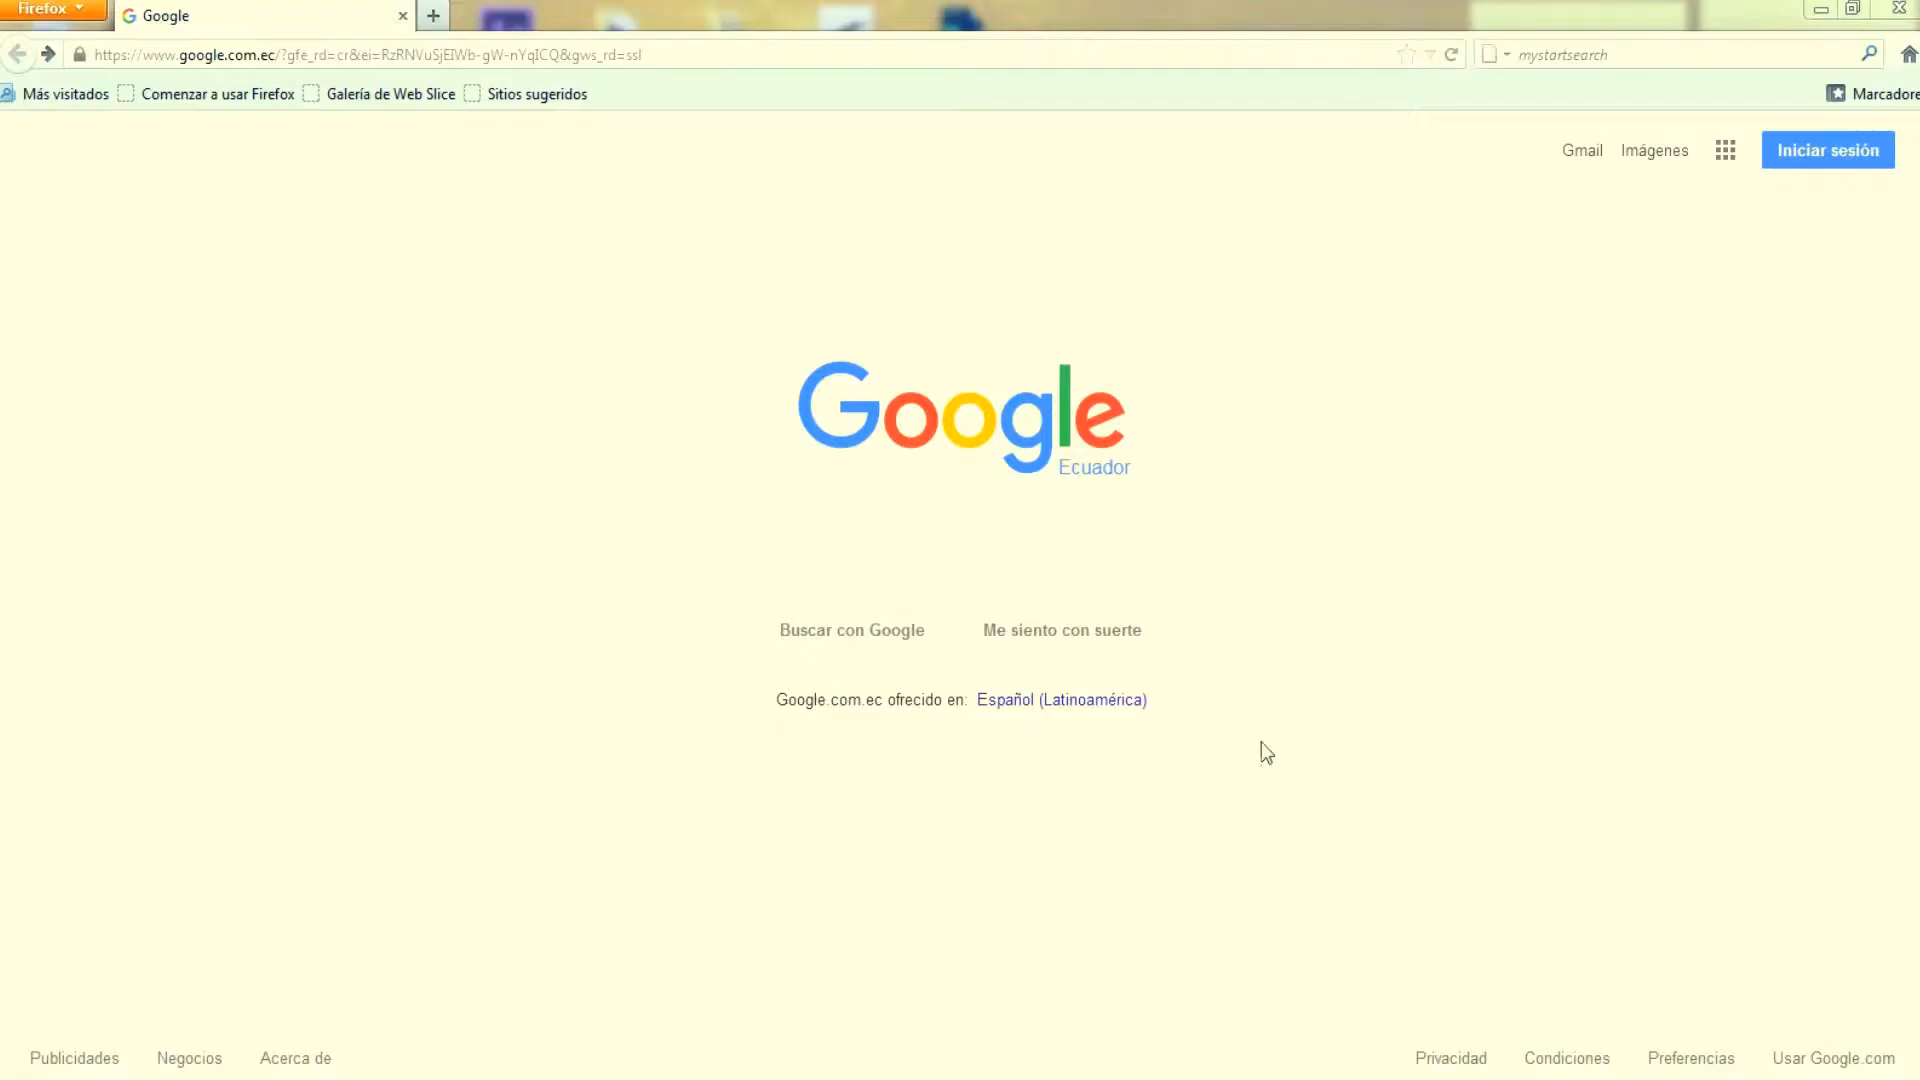 Firefox
Google
https://www.google.com.ec/?gfe_rd=cr&ei=RzRNVuSjEIWb-gW-nYqICQ&gws_rd=ssl
mystartsearch
Más visitados Comenzar a usar Firefox Galería de Web Slice Sitios sugeridos
Marcadore
Gmail Imágenes Iniciar sesión
Google
Ecuador
Buscar con Google Me siento con suerte
Google.com.ec ofrecido en: Español (Latinoamérica)
Publicidades Negocios Acerca de Privacidad Condiciones Preferencias Usar Google.com